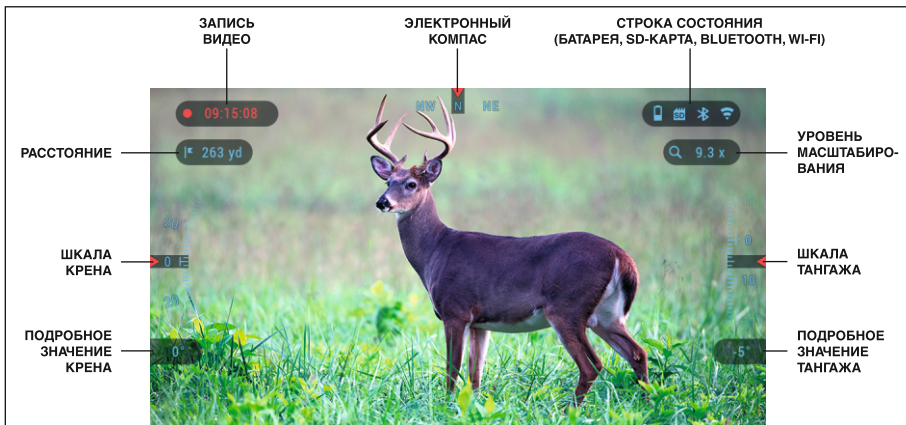 ЗАПИСЬ
ВИДЕО
ЭЛЕКТРОННЫЙ
КОМПАС
СТРОКА СОСТОЯНИЯ
(БАТАРЕЯ, SD-КАРТА, BLUETOOTH, WI-FI)
NW N NE
09:15:08
SD
РАССТОЯНИЕ
263 yd
9.3 x
УРОВЕНЬ
МАСШТАБИРО-
ВАНИЯ
ШКАЛА
КРЕНА
0
20
0
10
ШКАЛА
ТАНГАЖА
ПОДРОБНОЕ
ЗНАЧЕНИЕ
КРЕНА
0°
-5°
ПОДРОБНОЕ
ЗНАЧЕНИЕ
ТАНГАЖА